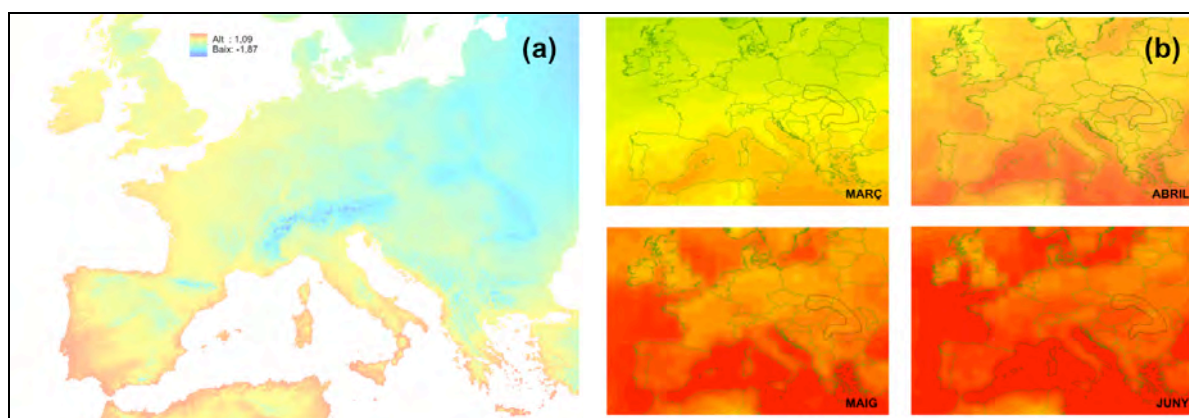 Alt : 1,09
Baix: -1,87
(a)
(b)
MARÇ
ABRIL
MAIG
JUNY